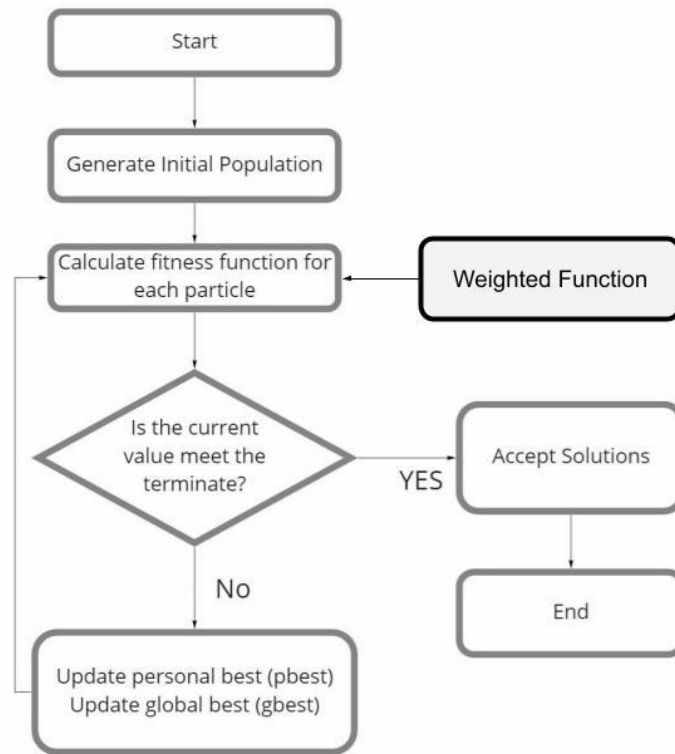 Start
Generate Initial Population
Calculate fitness function for
each particle
Weighted Function
Is the current
value meet the
terminate?
YES
Accept Solutions
No
End
Update personal best (pbest)
Update global best (gbest)